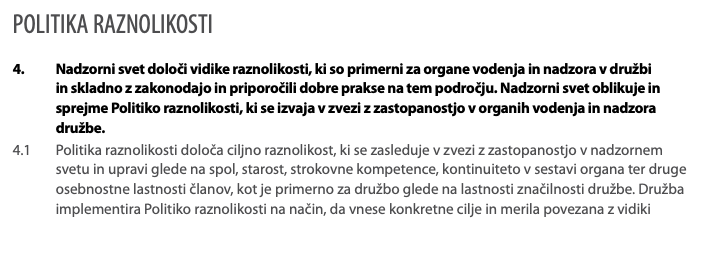 POLITIKA RAZNOLIKOSTI
4. Nadzorni svet določi vidike raznolikosti, ki so primerni za organe vodenja in nadzora v družbi
in skladno z zakonodajo in priporočili dobre prakse na tem področju. Nadzorni svet oblikuje in
sprejme Politiko raznolikosti, ki se izvaja v zvezi z zastopanostjo v organih vodenja in nadzora
družbe.
4.1 Politika raznolikosti določa ciljno raznolikost, ki se zasleduje v zvezi z zastopanostjo v nadzornem
svetu in upravi glede na spol, starost, strokovne kompetence, kontinuiteto v sestavi organa ter druge
osebnostne lastnosti članov, kot je primerno za družbo glede na lastnosti značilnosti družbe. Družba
implementira Politiko raznolikosti na način, da vnese konkretne cilje in merila povezana z vidiki